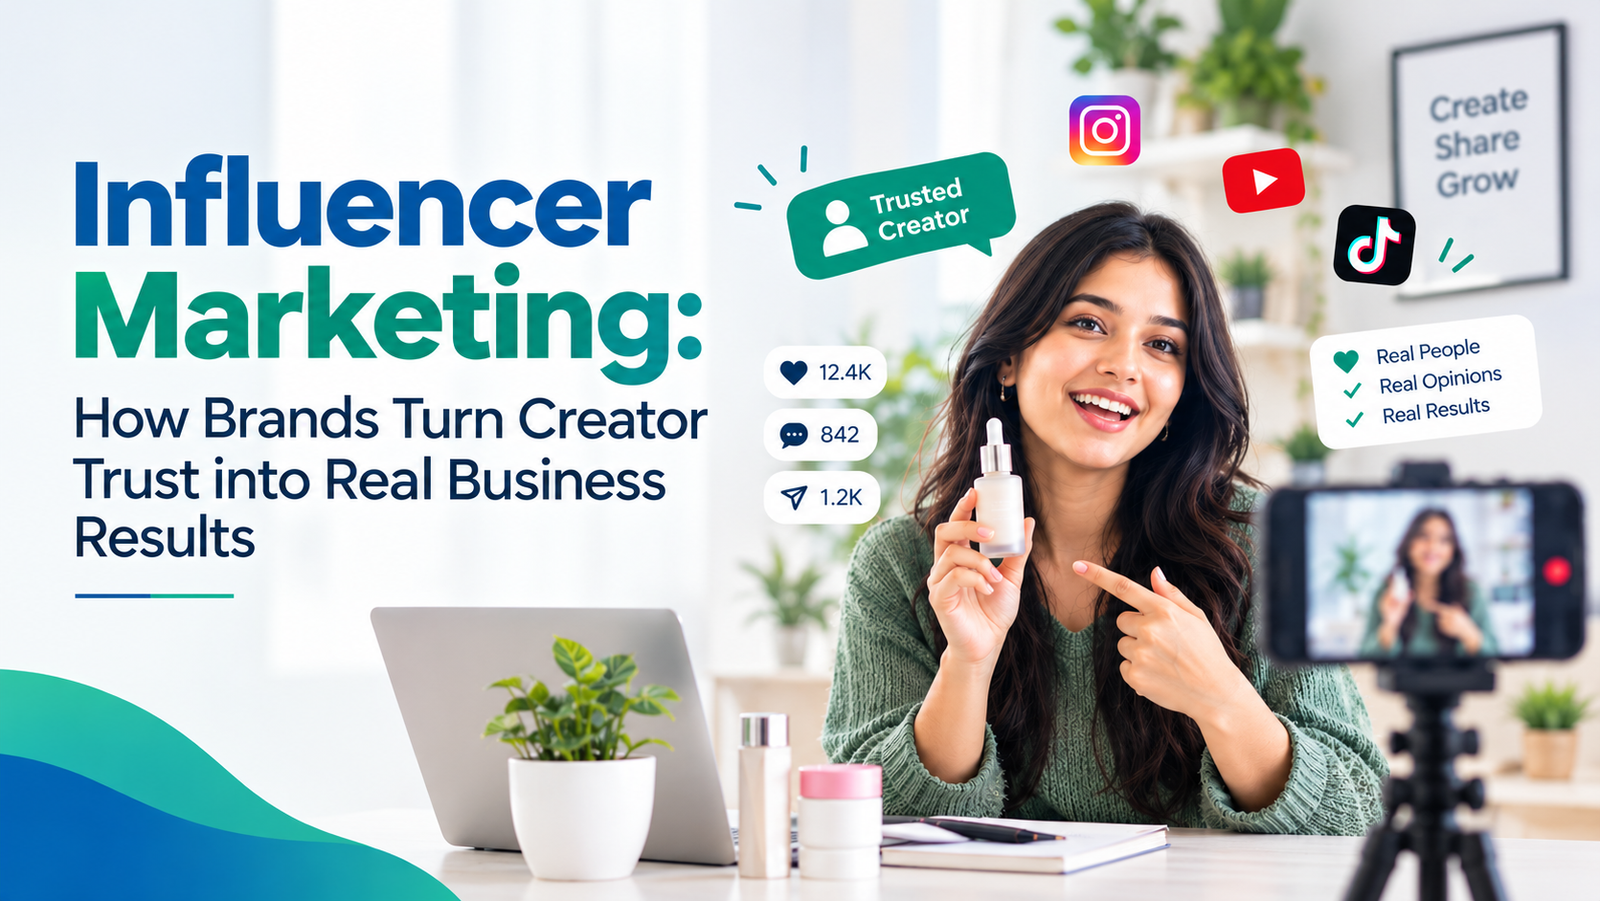 Influencer
Marketing:
How Brands Turn Creator
Trust into Real Business
Results
Trusted
Creator
12.4K
842
1.2K
Create
Share
Grow
Real People
Real Opinions
Real Results